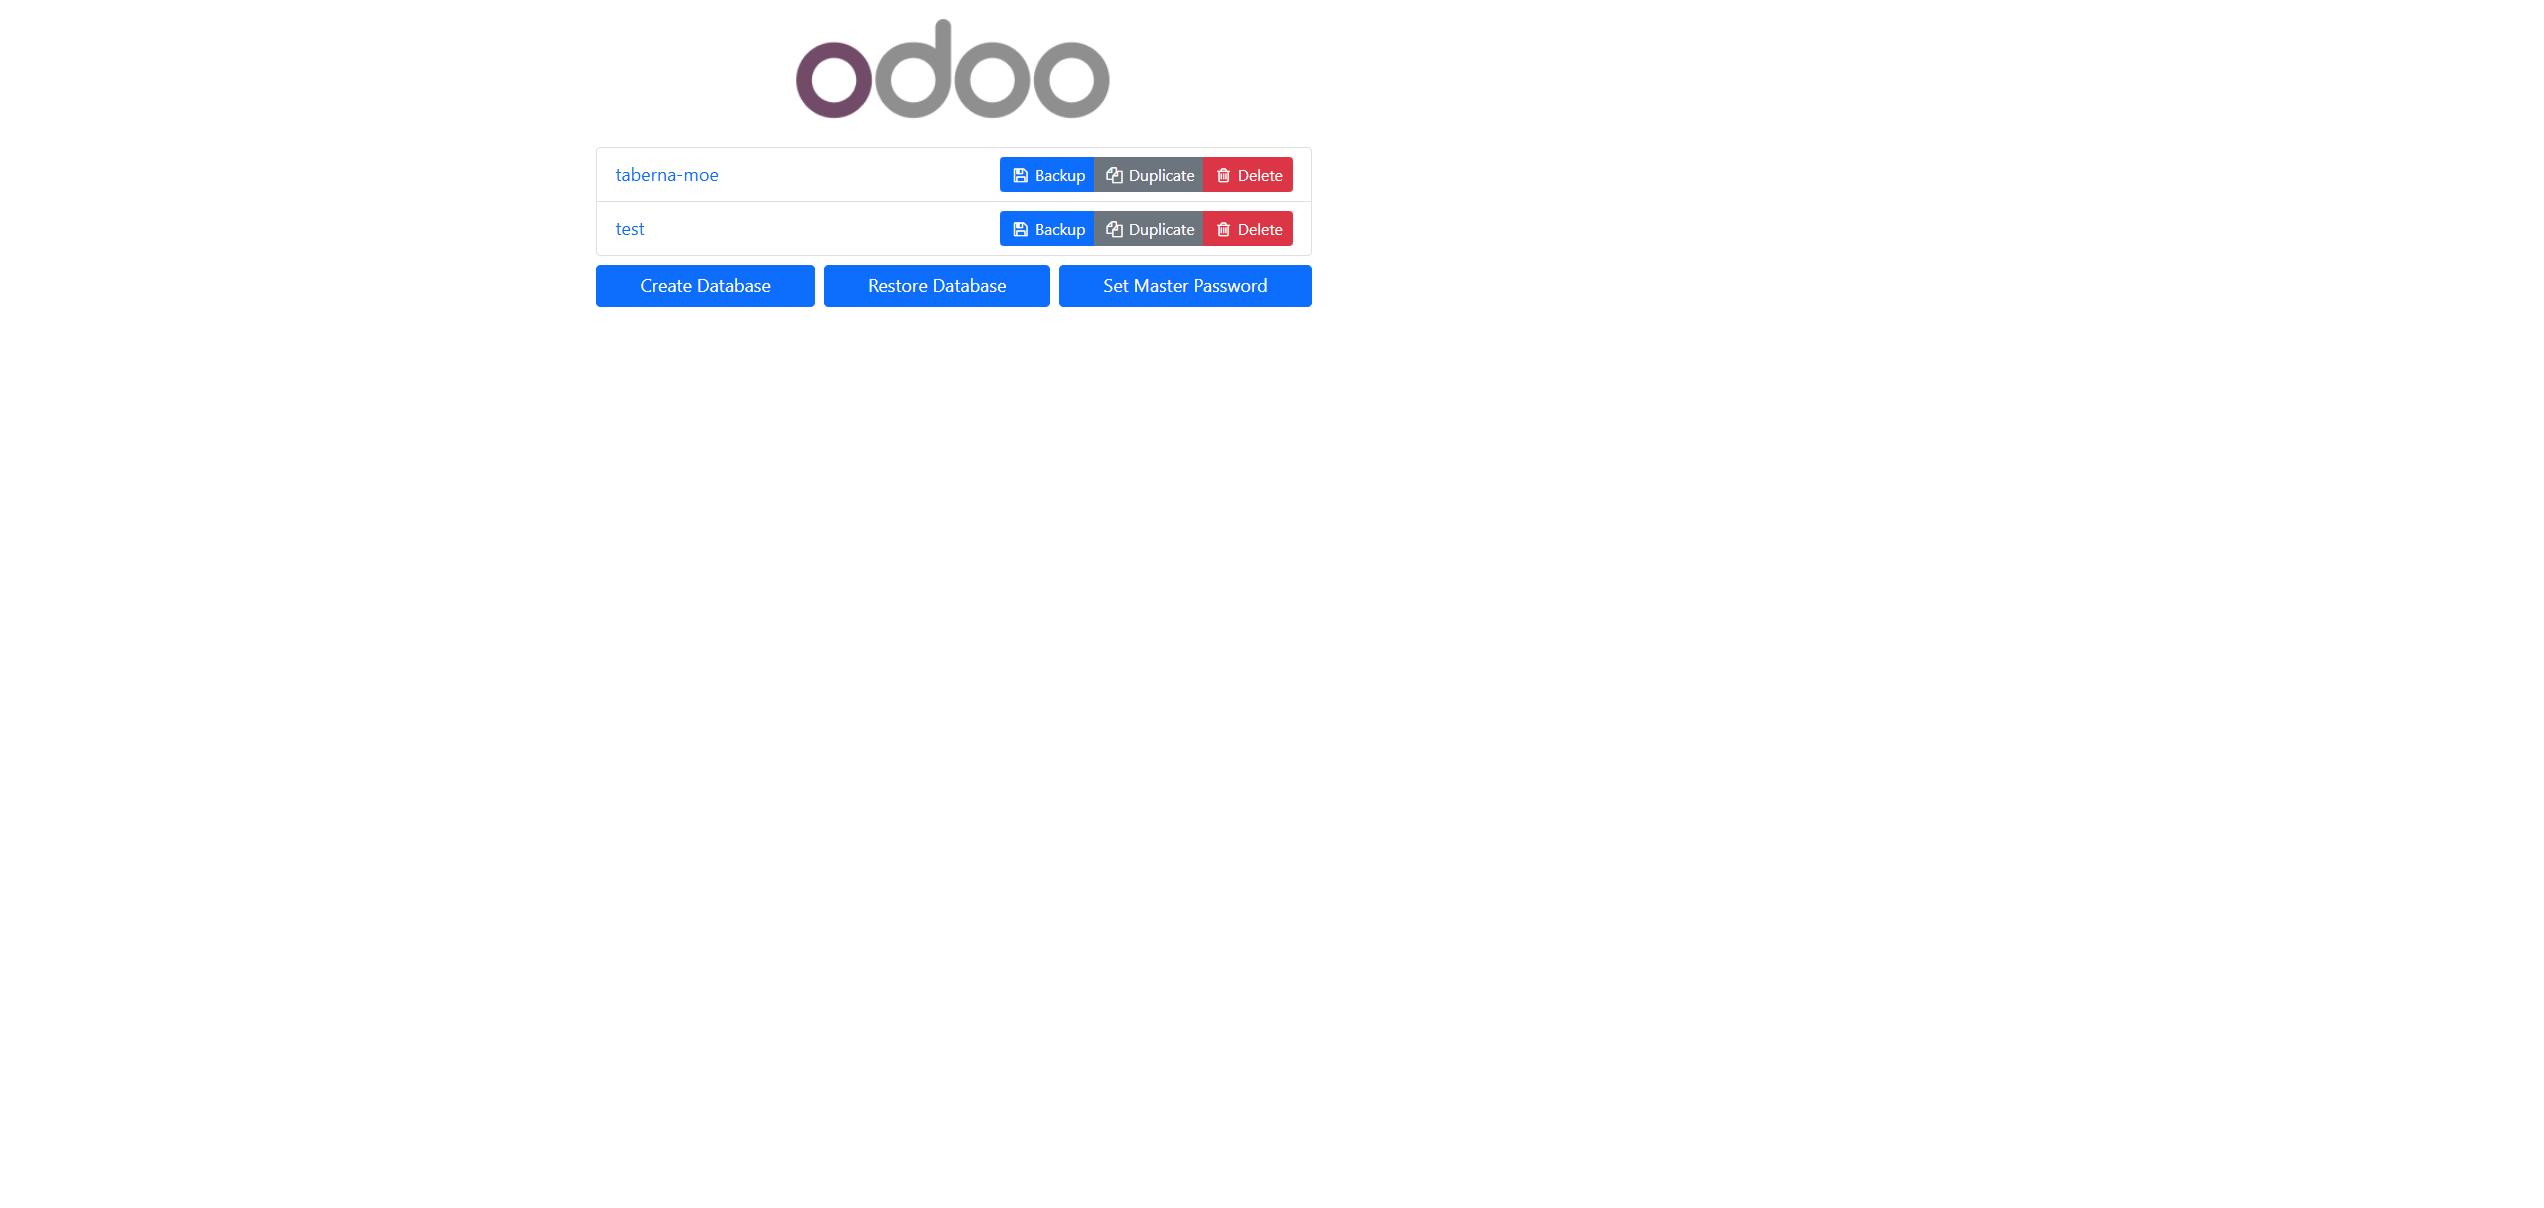 odoo
taberna-moe Backup Duplicate Delete
test Backup Duplicate Delete
Create Database Restore Database Set Master Password